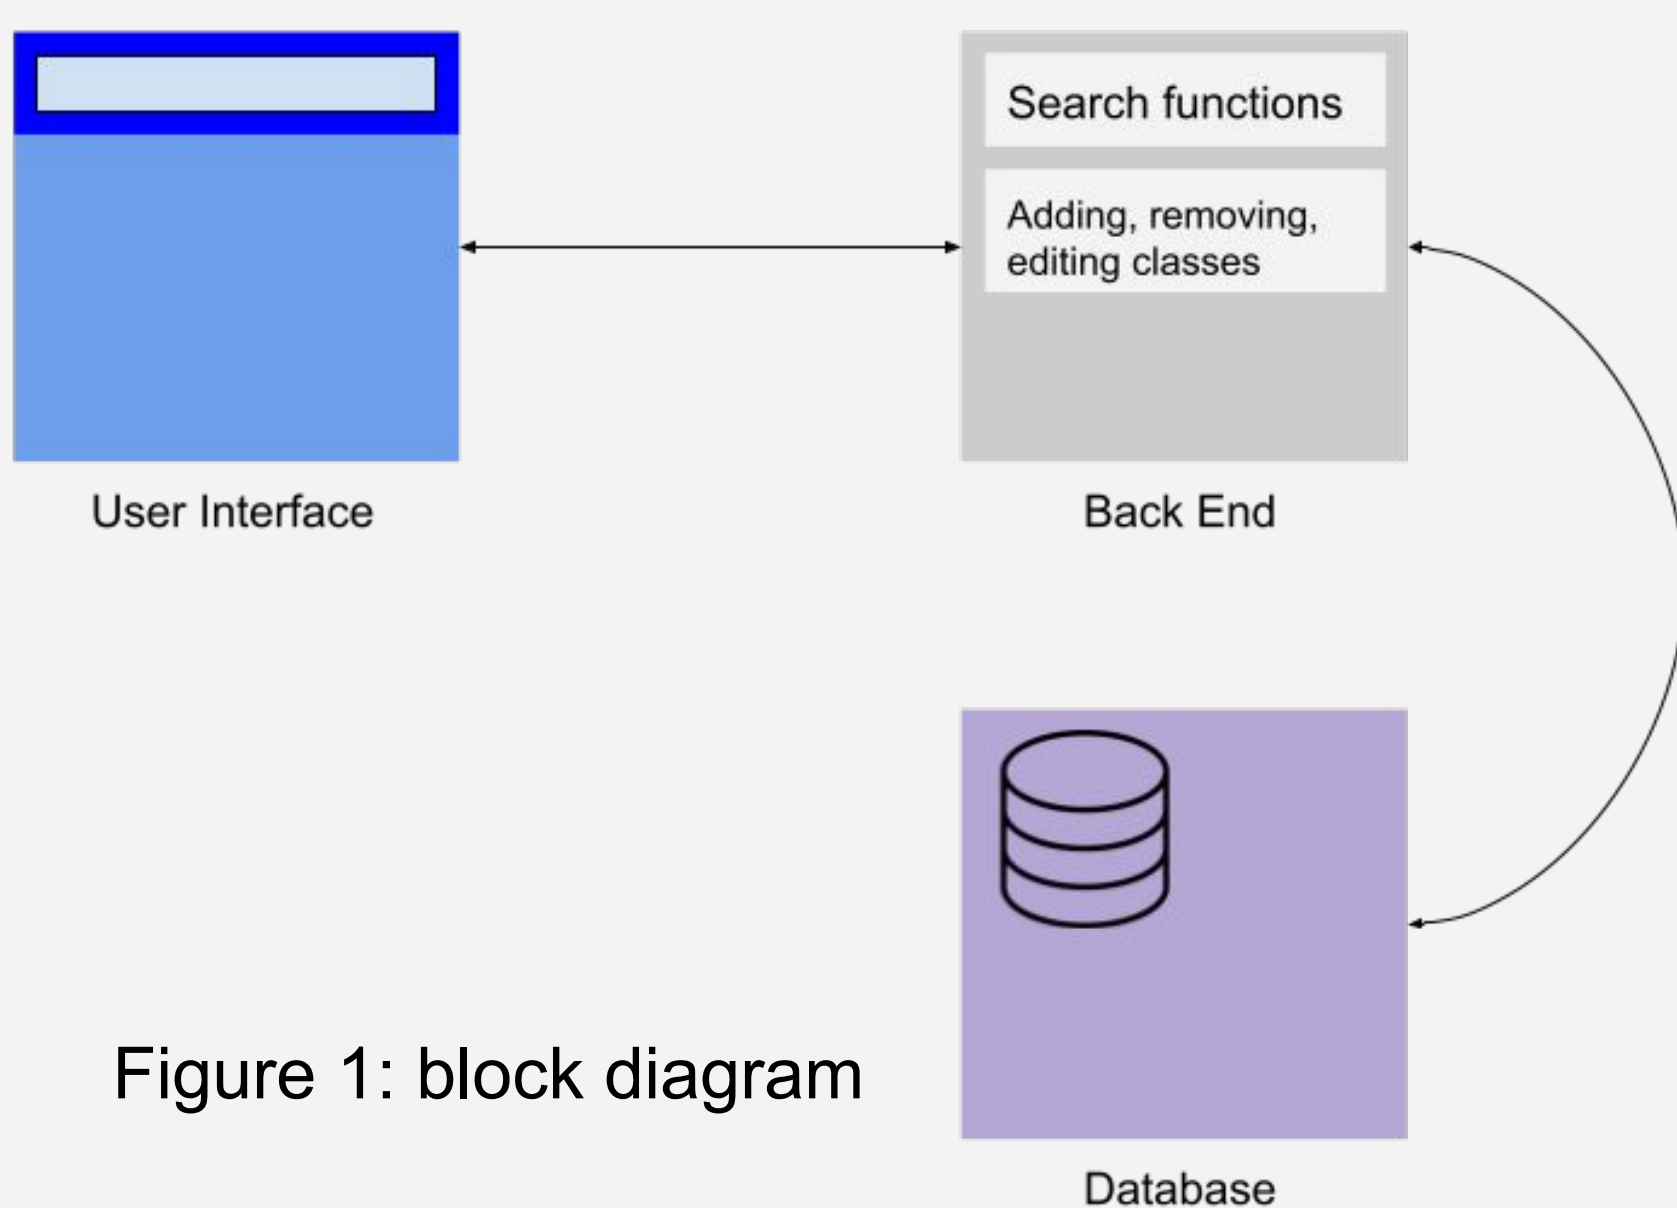 Search functions
Adding, removing,
editing classes
User Interface
Back End
Figure 1: block diagram
Database